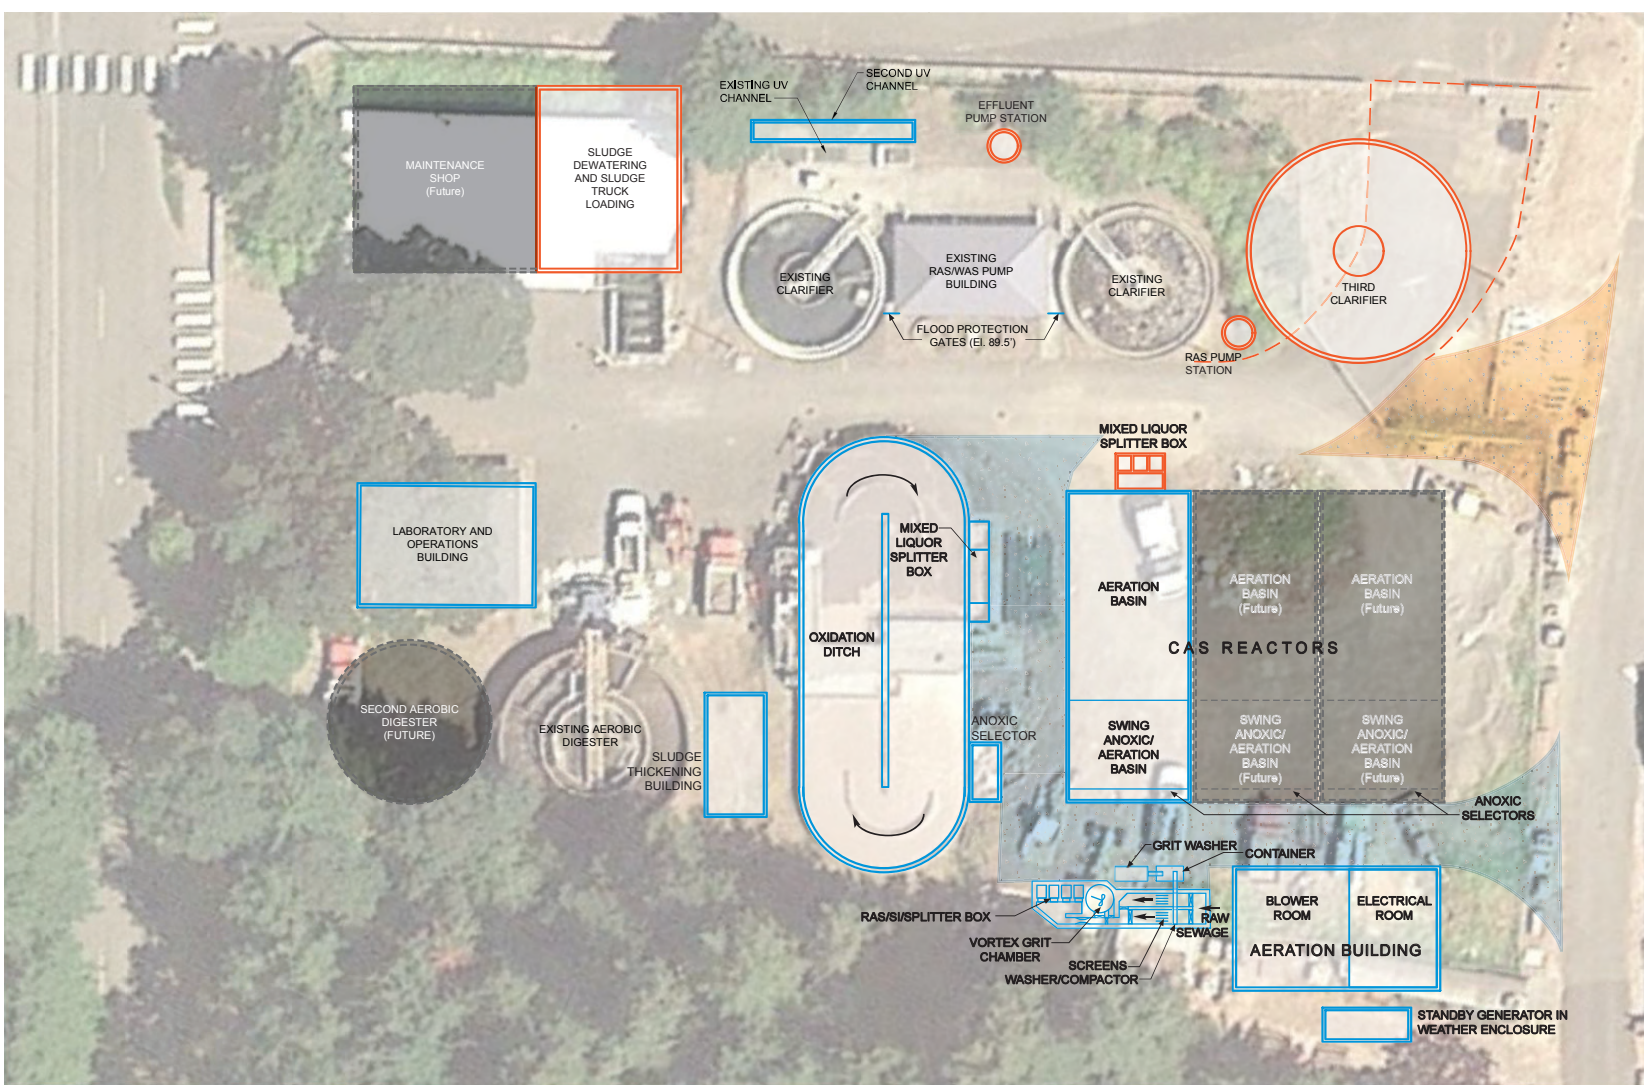 EXISTING UV
CHANNEL
SECOND UV
CHANNEL
EFFLUENT
PUMP STATION
MAINTENANCE
SHOP
(Future)
SLUDGE
DEWATERING
AND SLUDGE
TRUCK
LOADING
EXISTING
CLARIFIER
EXISTING
RAS/WAS PUMP
BUILDING
EXISTING
CLARIFIER
THIRD
CLARIFIER
FLOOD PROTECTION
GATES (El. 89.5')
RAS PUMP
STATION
MIXED LIQUOR
SPLITTER BOX
LABORATORY AND
OPERATIONS
BUILDING
MIXED
LIQUOR
SPLITTER
BOX
AERATION
BASIN
AERATION
BASIN
(Future)
AERATION
BASIN
(Future)
OXIDATION
DITCH
CAS REACTORS
SECOND AEROBIC
DIGESTER
(FUTURE)
EXISTING AEROBIC
DIGESTER
SLUDGE
THICKENING
BUILDING
ANOXIC
SELECTOR
SWING
ANOXIC/
AERATION
BASIN
SWING
ANOXIC/
AERATION
BASIN
(Future)
SWING
ANOXIC/
AERATION
BASIN
(Future)
ANOXIC
SELECTORS
GRIT WASHER
CONTAINER
RAS/SI/SPLITTER BOX
RAW
SEWAGE
VORTEX GRIT
CHAMBER
SCREENS
WASHER/COMPACTOR
BLOWER
ROOM
ELECTRICAL
ROOM
AERATION BUILDING
STANDBY GENERATOR IN
WEATHER ENCLOSURE